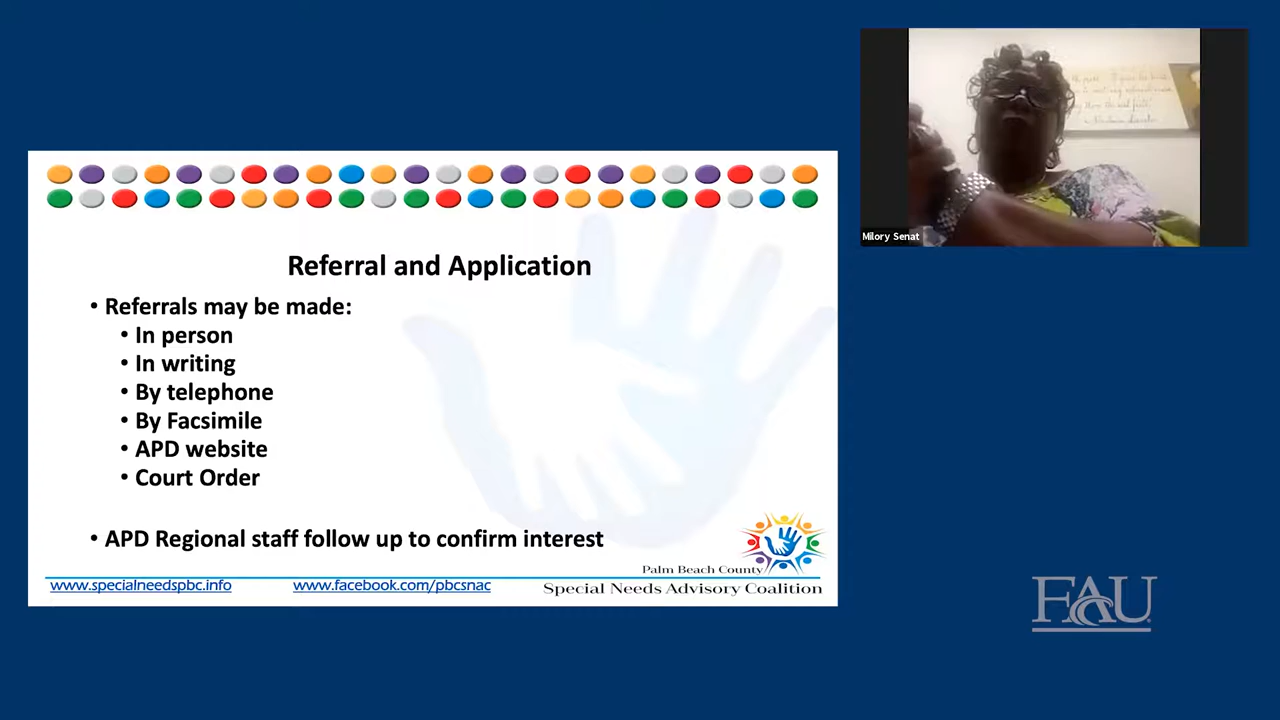 Referral and Application
• Referrals may be made:
• In person
• In writing
• By telephone
• By Facsimile
• APD website
• Court Order
• APD Regional staff follow up to confirm interest
www.specialneedspbc.info
www.facebook.com/pbcsnac
Palm Beach County
Special Needs Advisory Coalition
Milory Senat
FAU